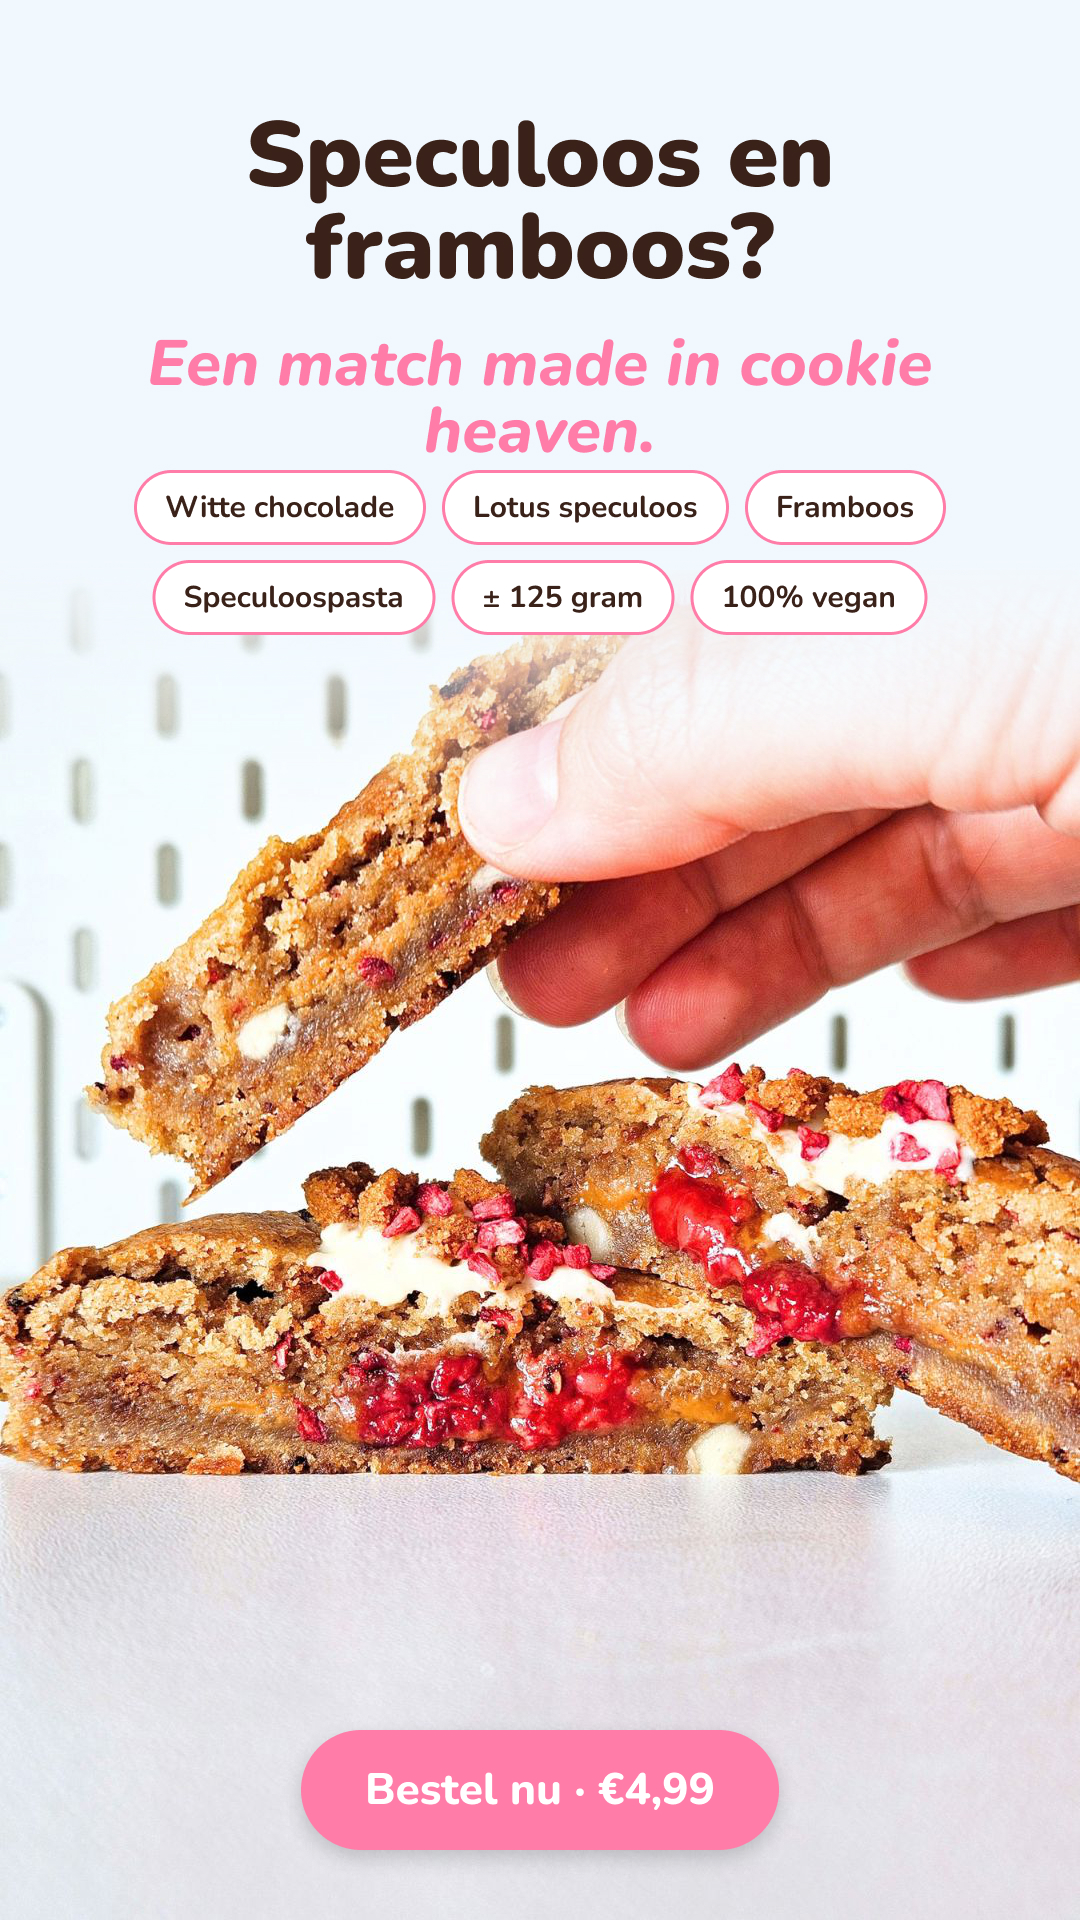 Speculoos en
framboos?
Een match made in cookie
heaven.
Witte chocolade Lotus speculoos Framboos
Speculoospasta ± 125 gram 100% vegan
Bestel nu · €4,99